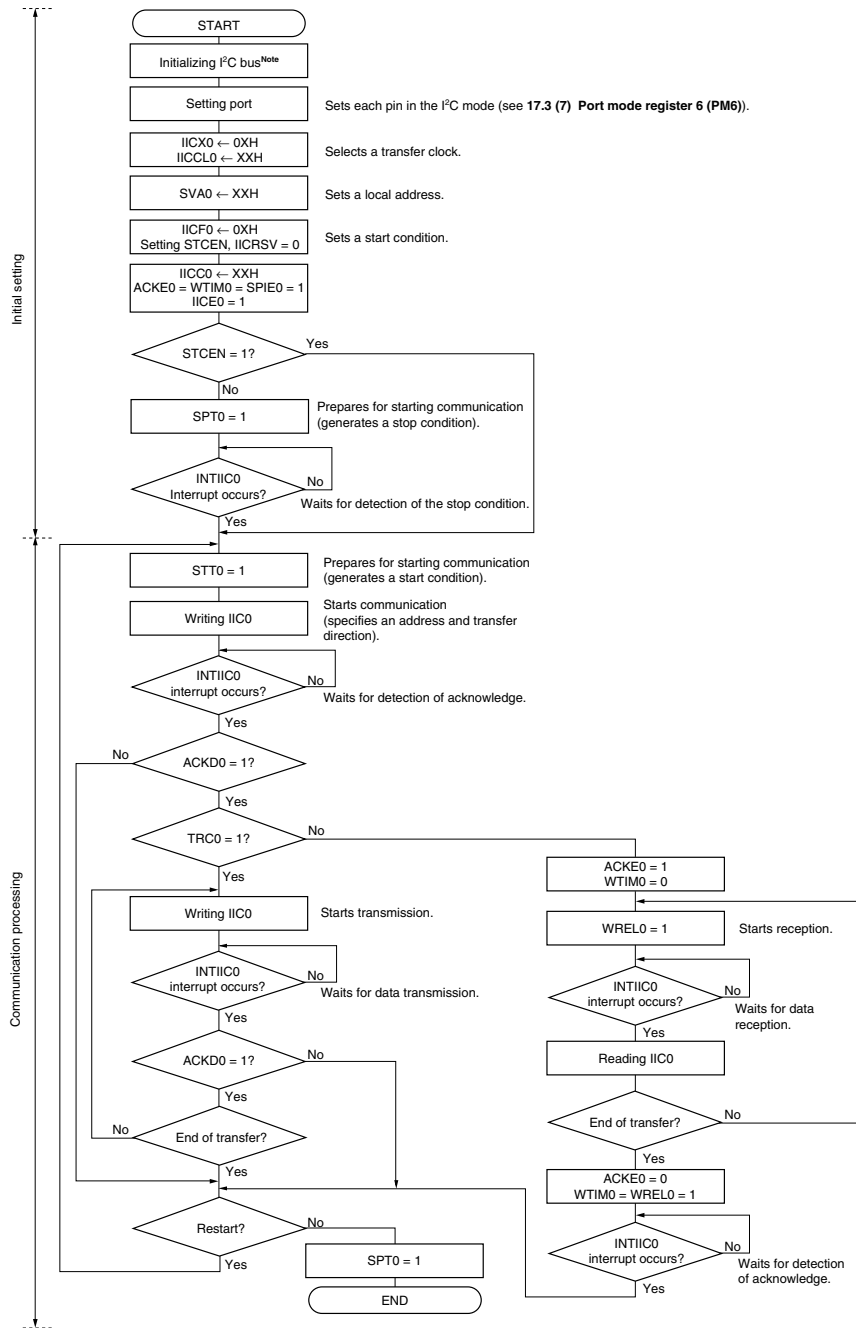 START
Initializing I²C bus^Note
Setting port
Sets each pin in the I²C mode (see 17.3 (7) Port mode register 6 (PM6)).
IICX0 ← 0XH
IICCL0 ← XXH
Selects a transfer clock.
SVA0 ← XXH
Sets a local address.
IICF0 ← 0XH
Setting STCEN, IICRSV = 0
Sets a start condition.
IICC0 ← XXH
ACKE0 = WTIM0 = SPIE0 = 1
IICE0 = 1
Initial setting
STCEN = 1?
Yes
No
SPT0 = 1
Prepares for starting communication
(generates a stop condition).
INTIIC0
Interrupt occurs?
No
Waits for detection of the stop condition.
Yes
STT0 = 1
Prepares for starting communication
(generates a start condition).
Writing IIC0
Starts communication
(specifies an address and transfer
direction).
INTIIC0
interrupt occurs?
No
Waits for detection of acknowledge.
Yes
No
ACKD0 = 1?
Yes
TRC0 = 1?
No
Yes
Communication processing
Writing IIC0
Starts transmission.
INTIIC0
interrupt occurs?
No
Waits for data transmission.
Yes
ACKD0 = 1?
No
Yes
No
End of transfer?
Yes
Restart?
No
Yes
SPT0 = 1
END
ACKE0 = 1
WTIM0 = 0
WREL0 = 1
Starts reception.
INTIIC0
interrupt occurs?
No
Waits for data
reception.
Yes
Reading IIC0
End of transfer?
No
Yes
ACKE0 = 0
WTIM0 = WREL0 = 1
INTIIC0
interrupt occurs?
No
Waits for detection
of acknowledge.
Yes